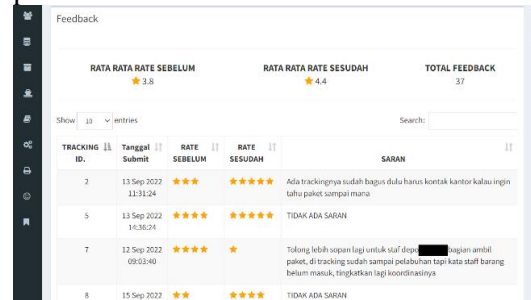 Feedback
RATA RATA RATE SEBELUM
3.8
RATA RATA RATE SESUDAH
4.4
TOTAL FEEDBACK
37
Show 10 entries
Search:
TRACKING ID.
Tanggal Submit
RATE SEBELUM
RATE SESUDAH
SARAN
2
13 Sep 2022
11:31:24
Ada trackingnya sudah bagus dulu harus kontak kantor kalau ingin
tahu paket sampai mana
5
13 Sep 2022
14:36:24
TIDAK ADA SARAN
7
12 Sep 2022
09:03:40
Tolong lebih sopan lagi untuk staf depo bagian ambil
paket, di tracking sudah sampai pelabuhan tapi kata staff barang
belum masuk, tingkatkan lagi koordinasinya
8
15 Sep 2022
TIDAK ADA SARAN